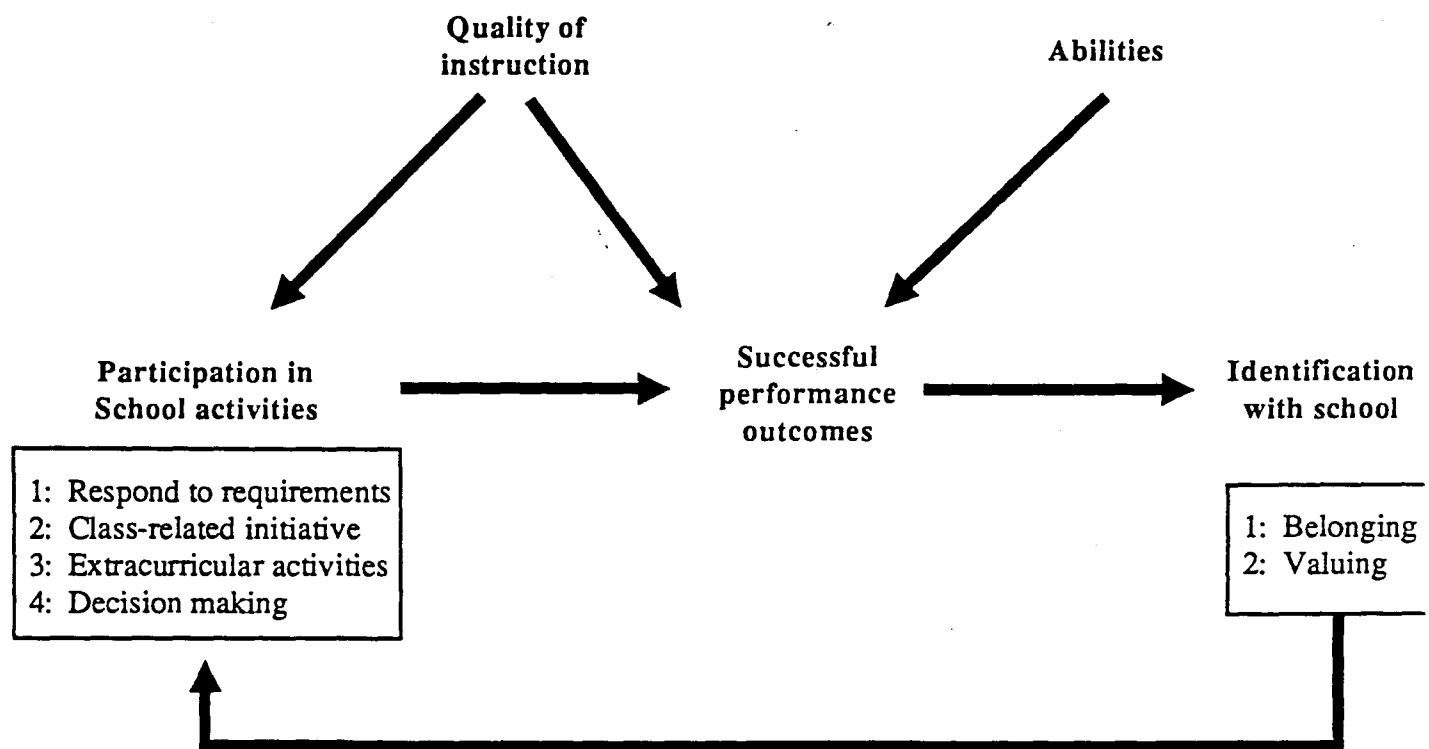 Quality of
instruction
Abilities
Participation in
School activities
Successful
performance
outcomes
Identification
with school
1: Respond to requirements
2: Class-related initiative
3: Extracurricular activities
4: Decision making
1: Belonging
2: Valuing